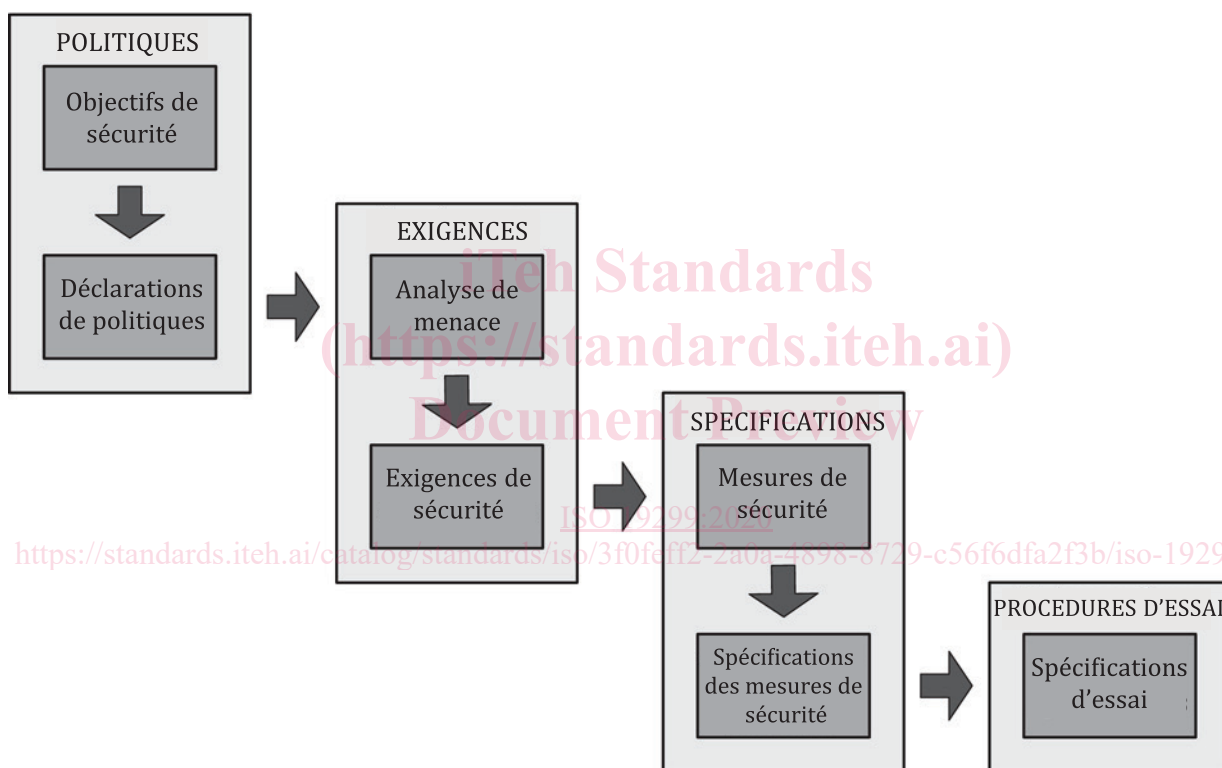 POLITIQUES
Objectifs de
sécurité
Déclarations
de politiques
EXIGENCES
Analyse de
menace
Exigences de
sécurité
SPECIFICATIONS
Mesures de
sécurité
Spécifications
des mesures de
sécurité
PROCEDURES D’ESSAI
Spécifications
d’essai
iTeh Standards
(https://standards.iteh.ai)
Document Preview
ISO 19299:2020
https://standards.iteh.ai/catalog/standards/iso/3f0feff2-2a0a-4898-8729-c56f6dfa2f3b/iso-1929